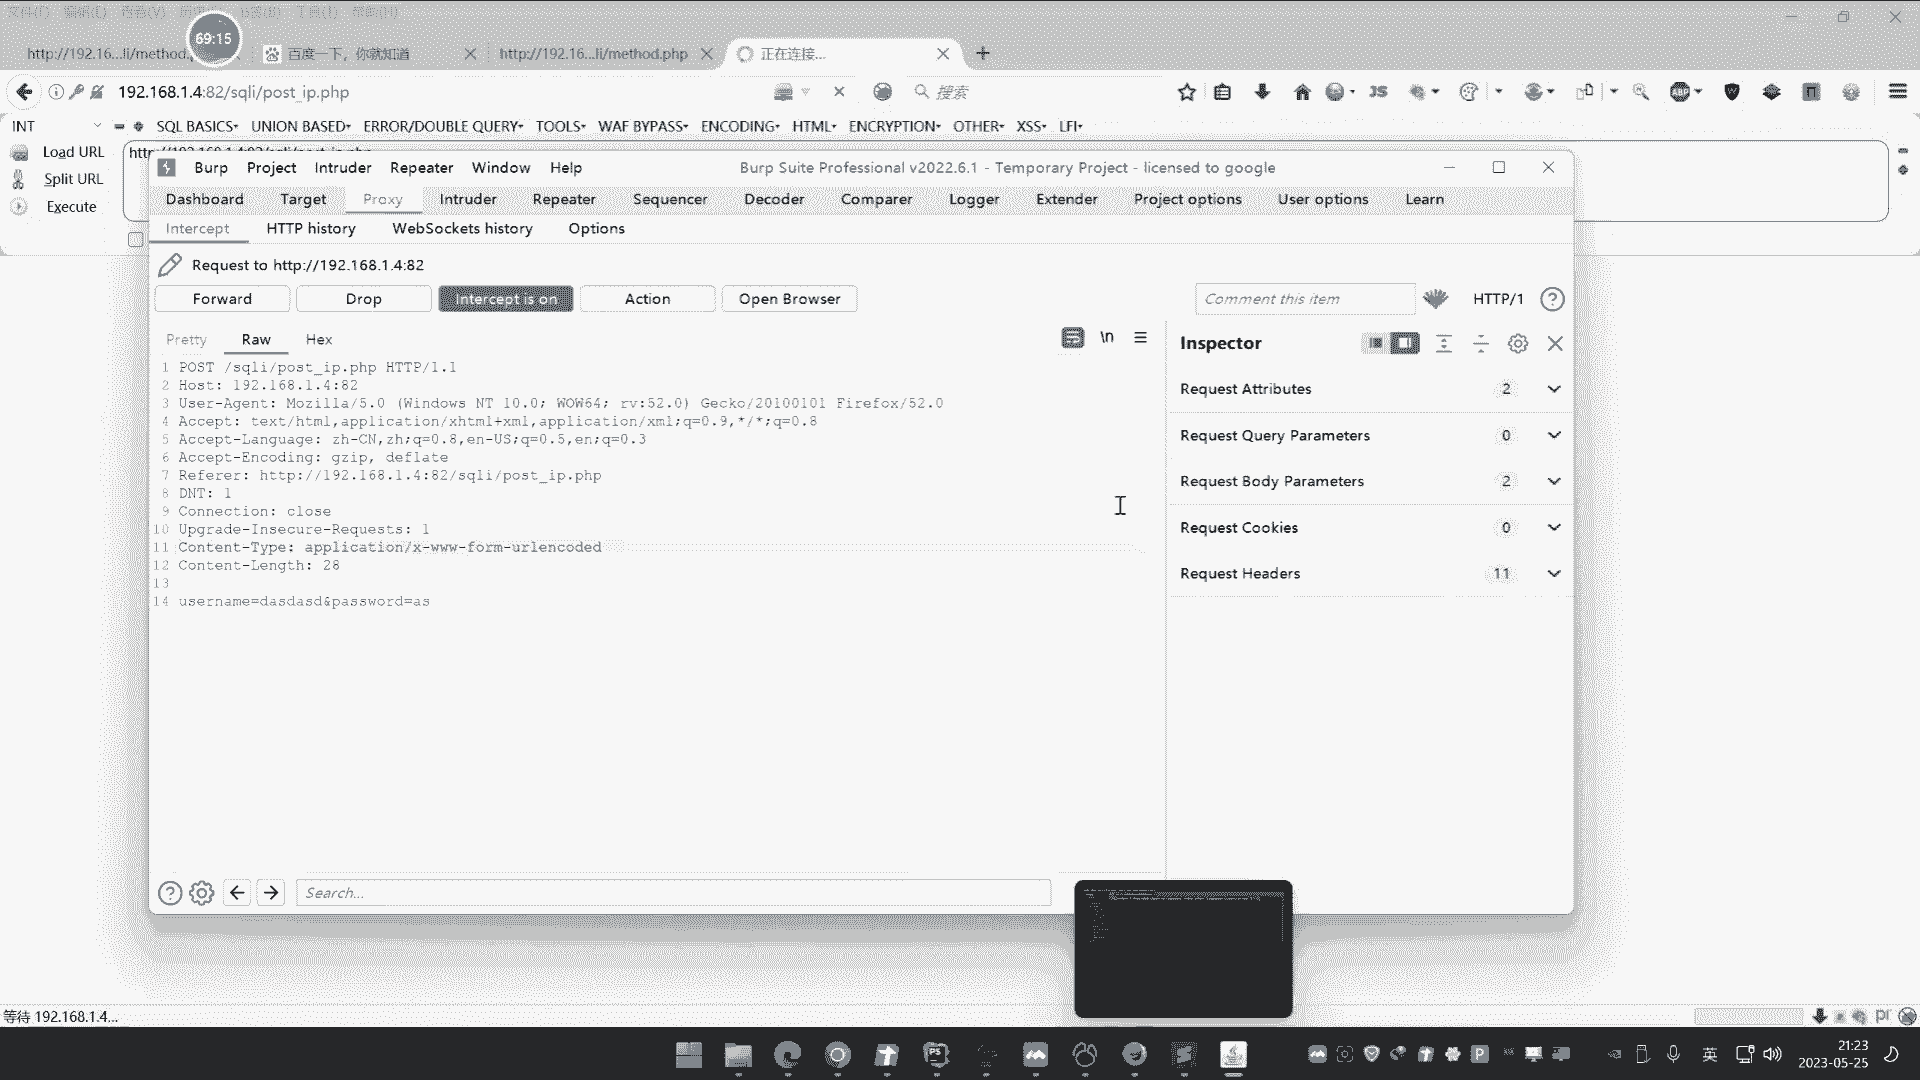 69:15
http://192.16...li/method.
百度一下，你就知道
http://192.16...li/method.php
正在连接...
192.168.1.4:82/sqli/post_ip.php
搜索
INT
SQL BASICS
UNION BASED
ERROR/DOUBLE QUERY
TOOLS
WAF BYPASS
ENCODING
HTML
ENCRYPTION
OTHER
XSS
LFI
Load URL
Split URL
Execute
Burp Project Intruder Repeater Window Help
Burp Suite Professional v2022.6.1 - Temporary Project - licensed to google
Dashboard Target Proxy Intruder Repeater Sequencer Decoder Comparer Logger Extender Project options User options Learn
Intercept HTTP history WebSockets history Options
Request to http://192.168.1.4:82
Forward Drop Intercept is on Action Open Browser
Comment this item
HTTP/1
Pretty Raw Hex
\n
1 POST /sqli/post_ip.php HTTP/1.1
2 Host: 192.168.1.4:82
3 User-Agent: Mozilla/5.0 (Windows NT 10.0; WOW64; rv:52.0) Gecko/20100101 Firefox/52.0
4 Accept: text/html,application/xhtml+xml,application/xml;q=0.9,*/*;q=0.8
5 Accept-Language: zh-CN,zh;q=0.8,en-US;q=0.5,en;q=0.3
6 Accept-Encoding: gzip, deflate
7 Referer: http://192.168.1.4:82/sqli/post_ip.php
8 DNT: 1
9 Connection: close
10 Upgrade-Insecure-Requests: 1
11 Content-Type: application/x-www-form-urlencoded
12 Content-Length: 28
13
14 username=dasdasd&password=as
Inspector
Request Attributes 2
Request Query Parameters 0
Request Body Parameters 2
Request Cookies 0
Request Headers 11
Search...
等待 192.168.1.4...
英
21:23
2023-05-25